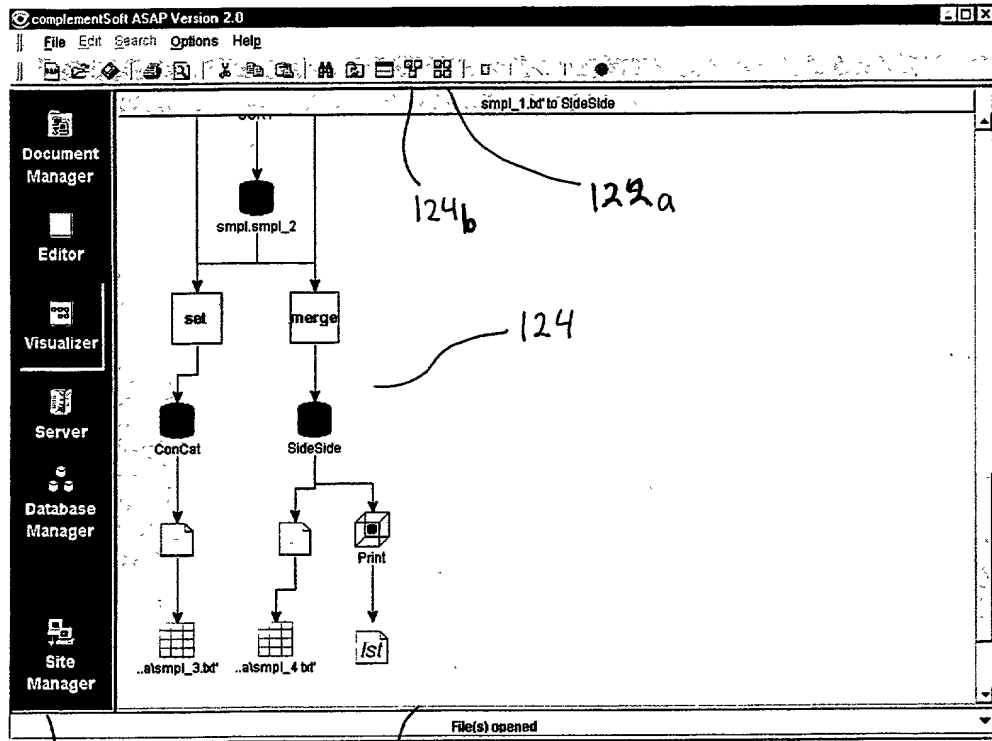 complementSoft ASAP Version 2.0
File Edit Search Options Help
smpl_1.txt' to SideSide
Document
Manager
124b
122a
smpl.smpl_2
Editor
set
merge
124
Visualizer
Server
ConCat
SideSide
Database
Manager
Print
lst
Site
Manager
..a\smpl_3.txt'
..a\smpl_4 txt'
File(s) opened